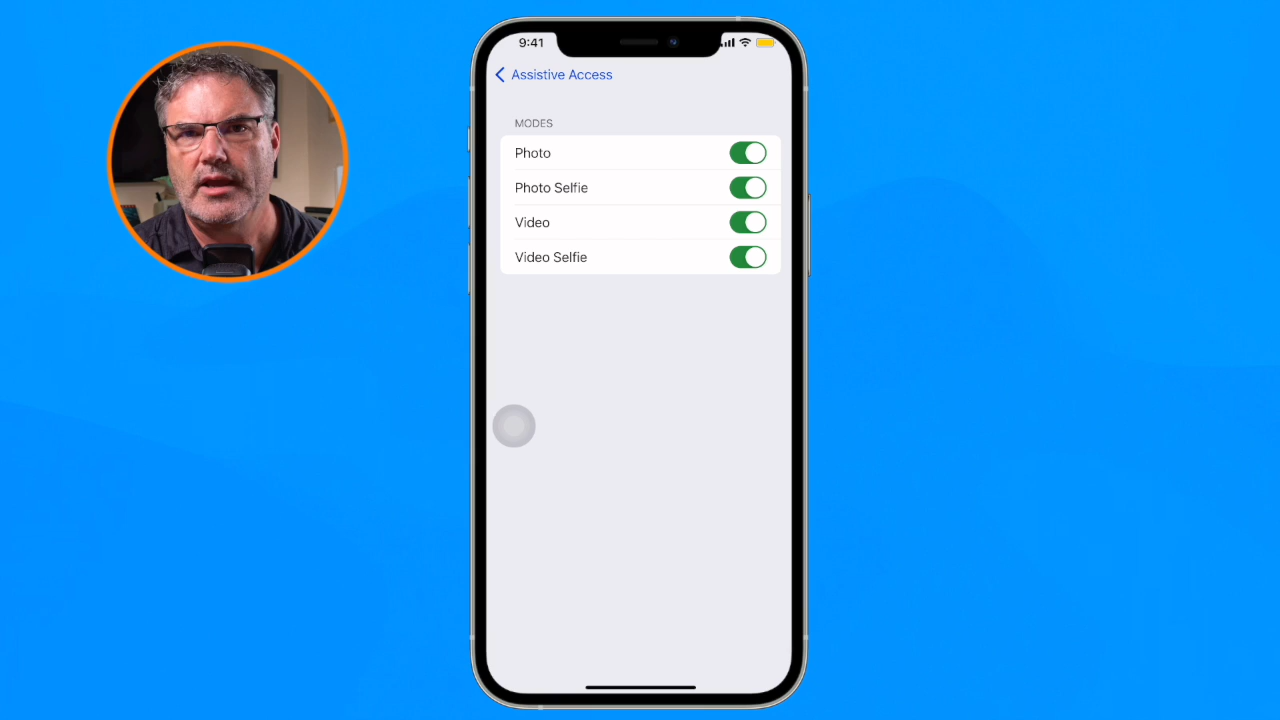 9:41
Assistive Access
MODES
Photo
Photo Selfie
Video
Video Selfie